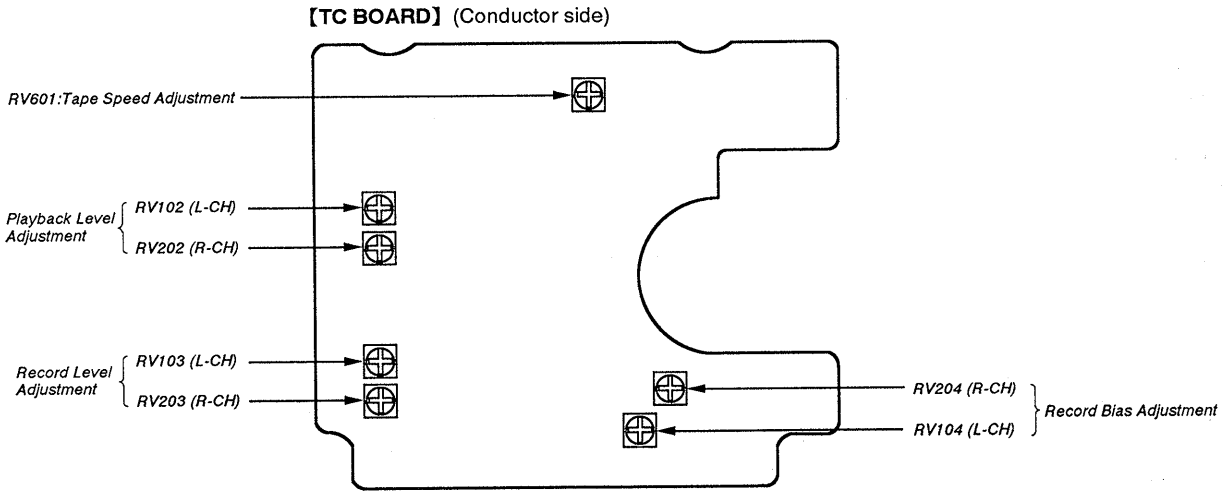 【TC BOARD】 (Conductor side)
RV601:Tape Speed Adjustment
Playback Level
Adjustment
RV102 (L-CH)
RV202 (R-CH)
Record Level
Adjustment
RV103 (L-CH)
RV203 (R-CH)
RV204 (R-CH)
RV104 (L-CH)
Record Bias Adjustment